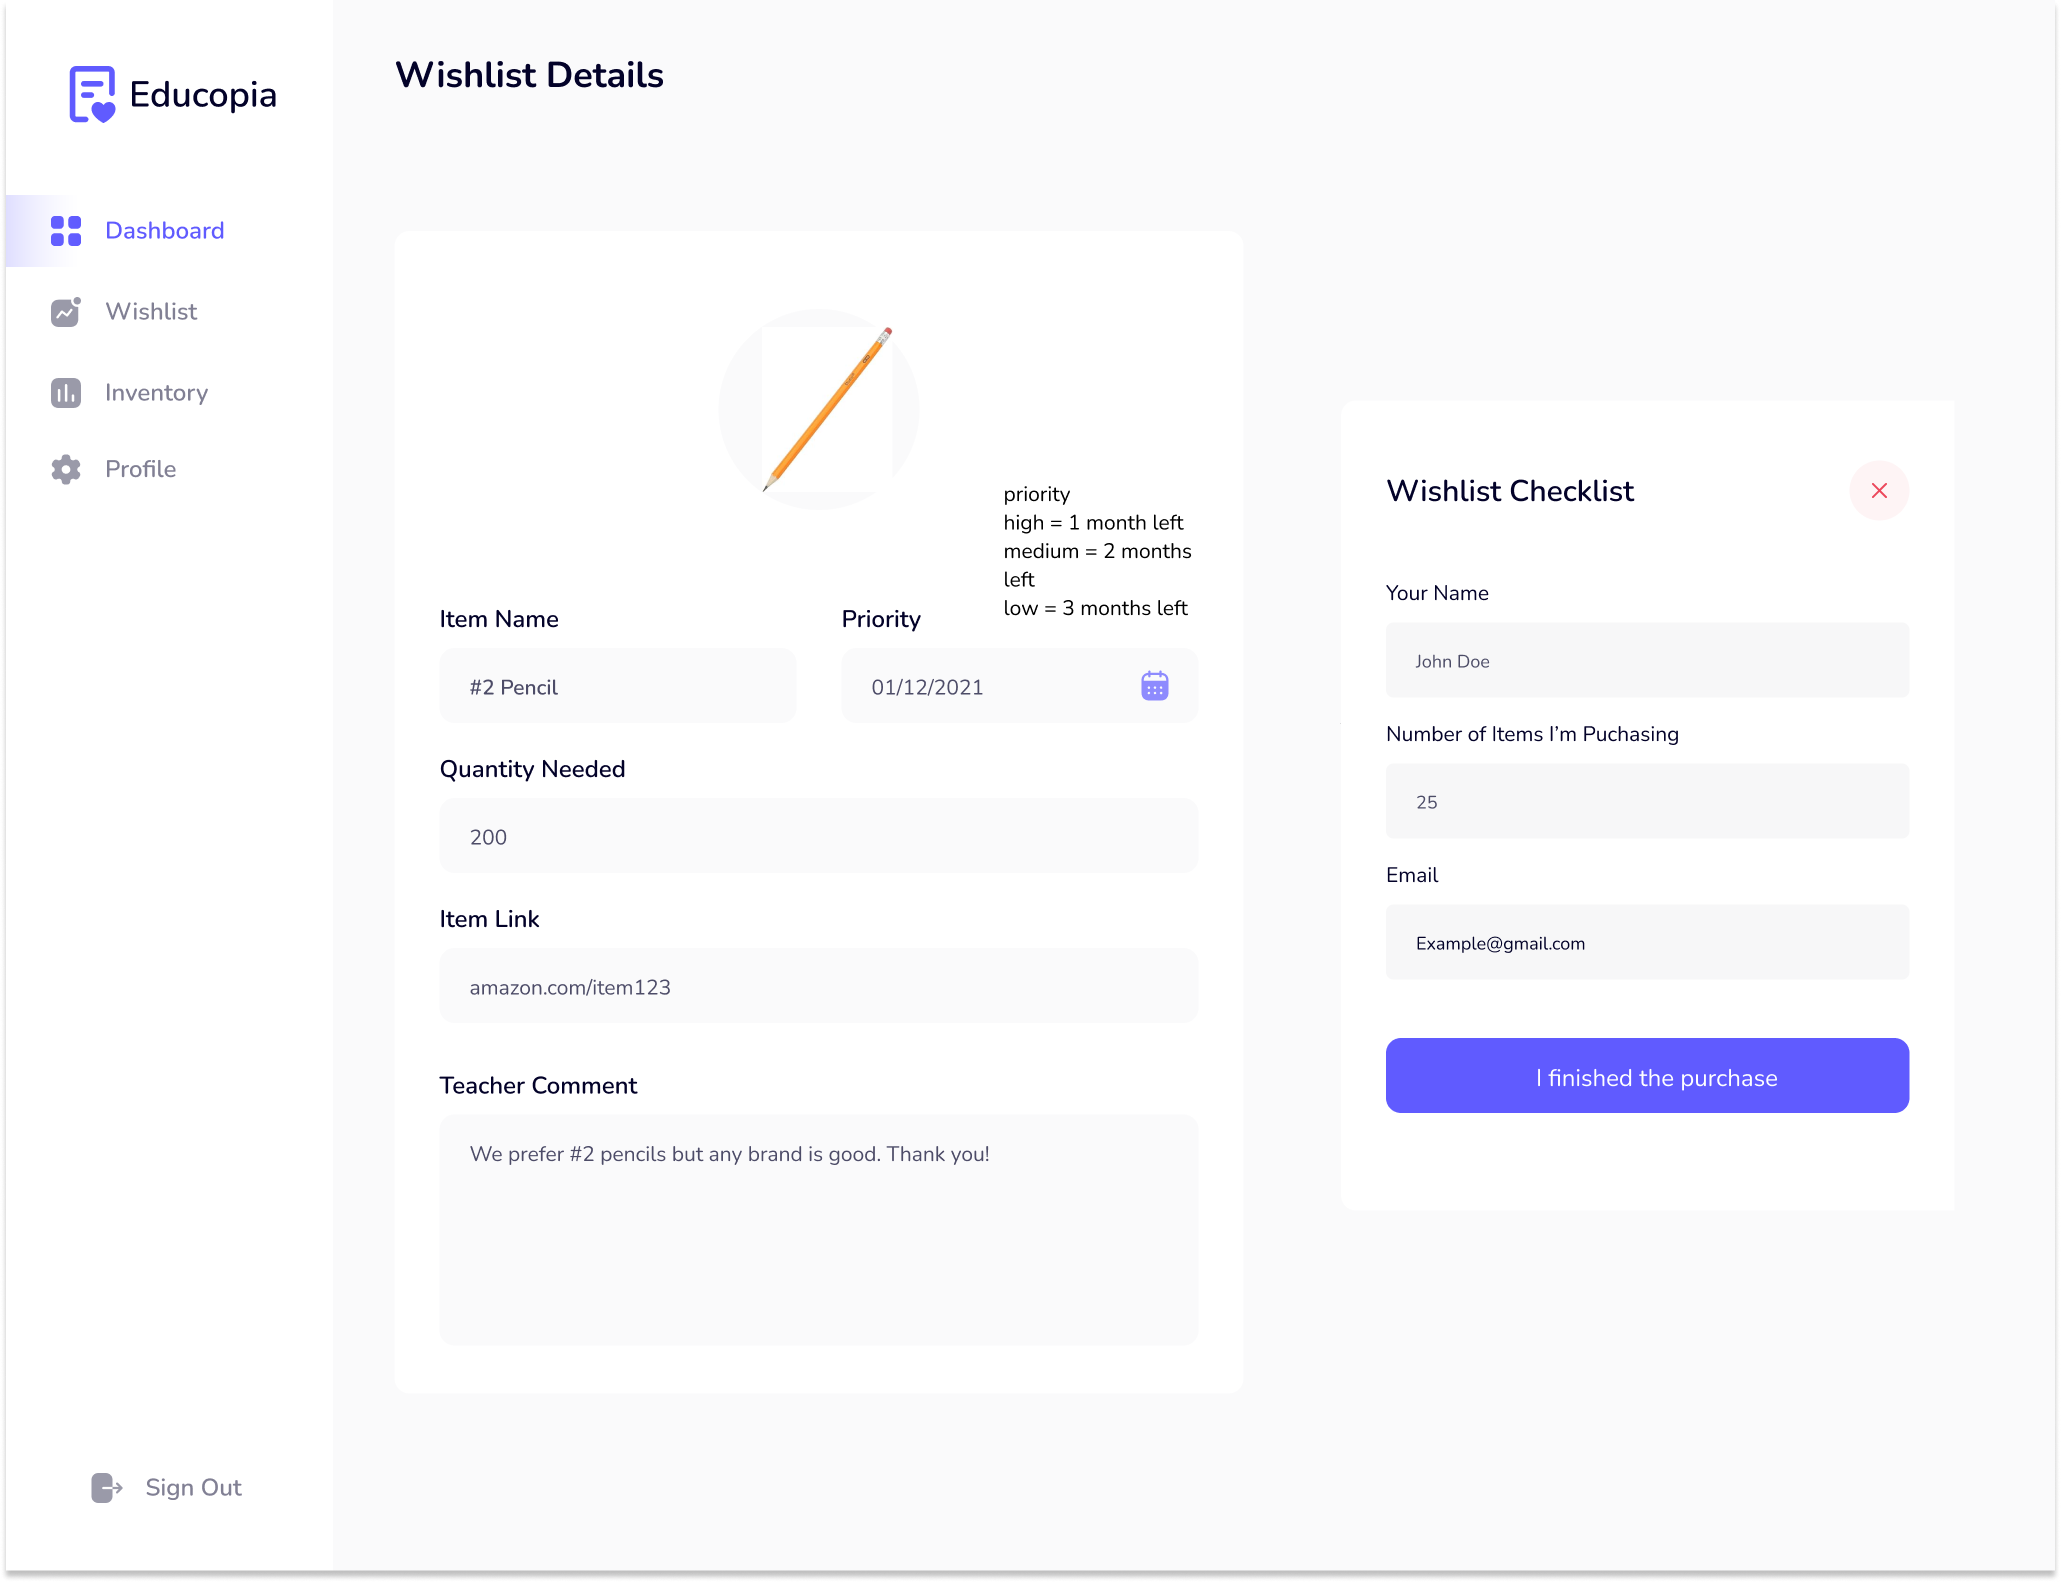 Educopia
Dashboard
Wishlist
Inventory
Profile
Sign Out
Wishlist Details
priority
high = 1 month left
medium = 2 months
left
low = 3 months left
Item Name
Priority
#2 Pencil
01/12/2021
Quantity Needed
200
Item Link
amazon.com/item123
Teacher Comment
We prefer #2 pencils but any brand is good. Thank you!
Wishlist Checklist
Your Name
John Doe
Number of Items I’m Puchasing
25
Email
Example@gmail.com
I finished the purchase